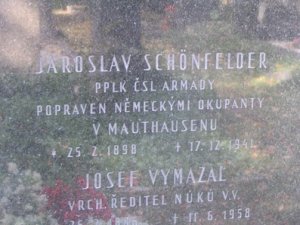 JAROSLAV SCHÖNFELDER
PPLK ČSL ARMÁDY
POPRAVEN NĚMECKÝMI OKUPANTY
V MAUTHAUSENU
* 25. 2. 1898 + 17. 12. 1941
JOSEF VYMAZAL
VRCH. ŘEDITEL NÚKÚ V.V.
+ 11. 6. 1958